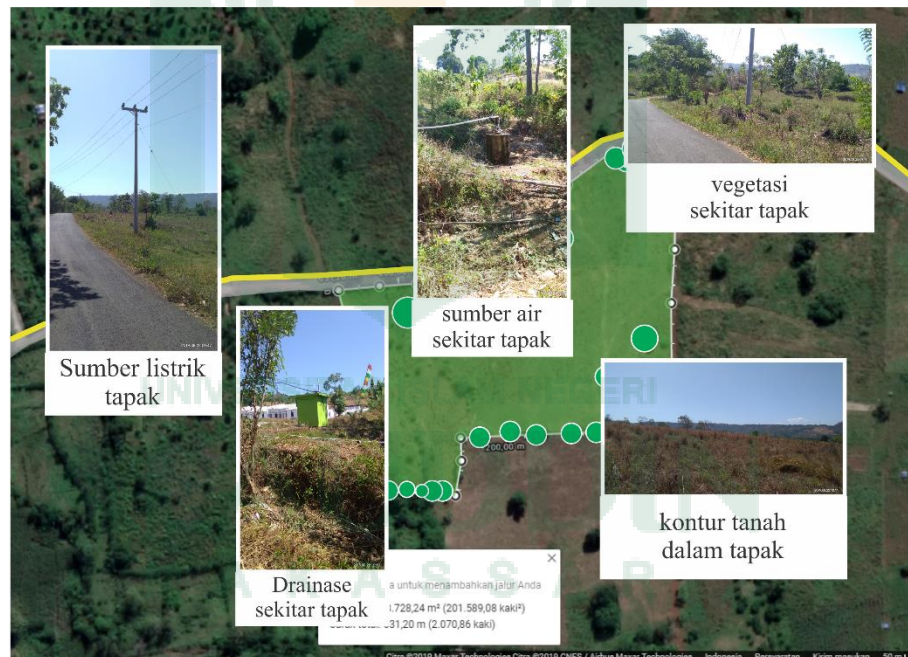 Sumber listrik
tapak
sumber air
sekitar tapak
vegetasi
sekitar tapak
Drainase
sekitar tapak
kontur tanah
dalam tapak
200,00 m
a untuk menambahkan jalur Anda
.728,24 m² (201.589,08 kaki²)
total: 631,20 m (2.070,86 kaki)
Citra ©2019 Maxar Technologies Citra ©2019 CNES / Airbus Maxar Technologies Indonesia Persyaratan Kirim masukan 50 m